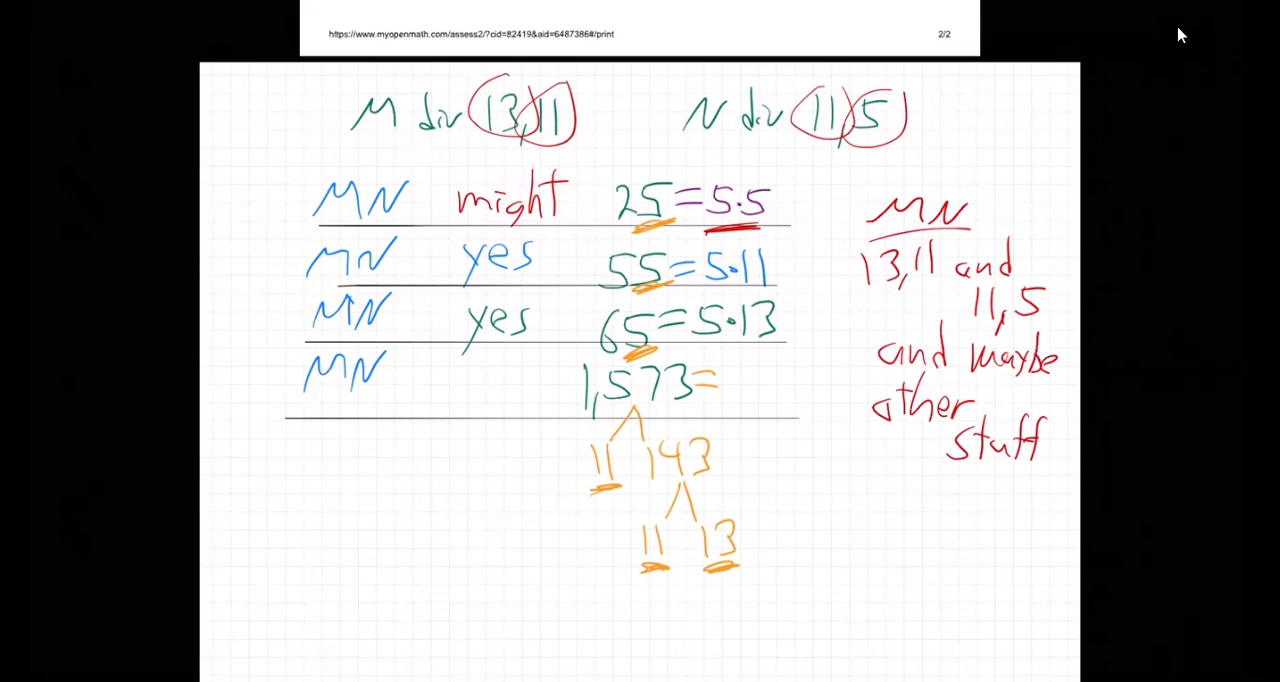 https://www.myopenmath.com/assess2/?cid=82419&aid=6487386#/print 2/2
M div 13, 11 N div 11, 5
MN might 25 = 5·5
MN yes 55 = 5·11
MN yes 65 = 5·13
MN 1,573 =
11 143
11 13
MN
13, 11 and
11, 5
and maybe
other
stuff